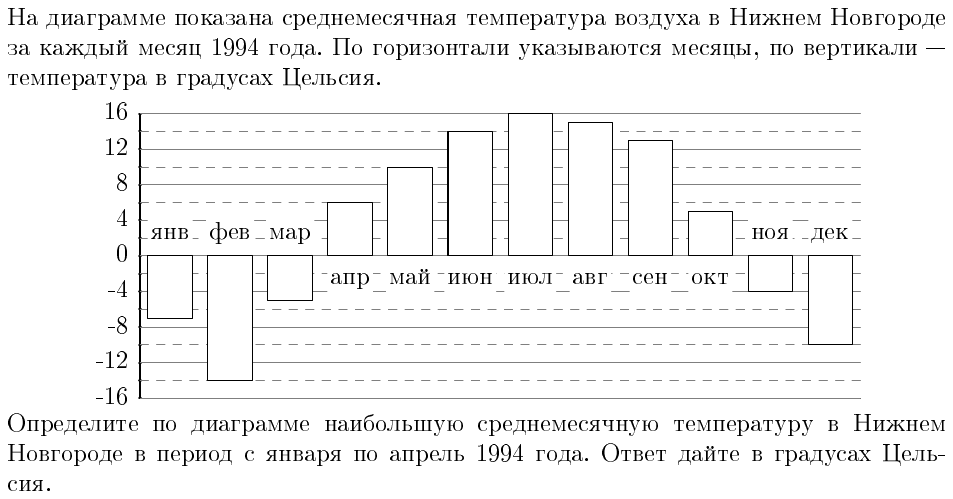 На диаграмме показана среднемесячная температура воздуха в Нижнем Новгороде
за каждый месяц 1994 года. По горизонтали указываются месяцы, по вертикали —
температура в градусах Цельсия.
16
12
8
4
янв фев мар ноя дек
0
апр май июн июл авг сен окт
-4
-8
-12
-16
Определите по диаграмме наибольшую среднемесячную температуру в Нижнем
Новгороде в период с января по апрель 1994 года. Ответ дайте в градусах Цель-
сия.